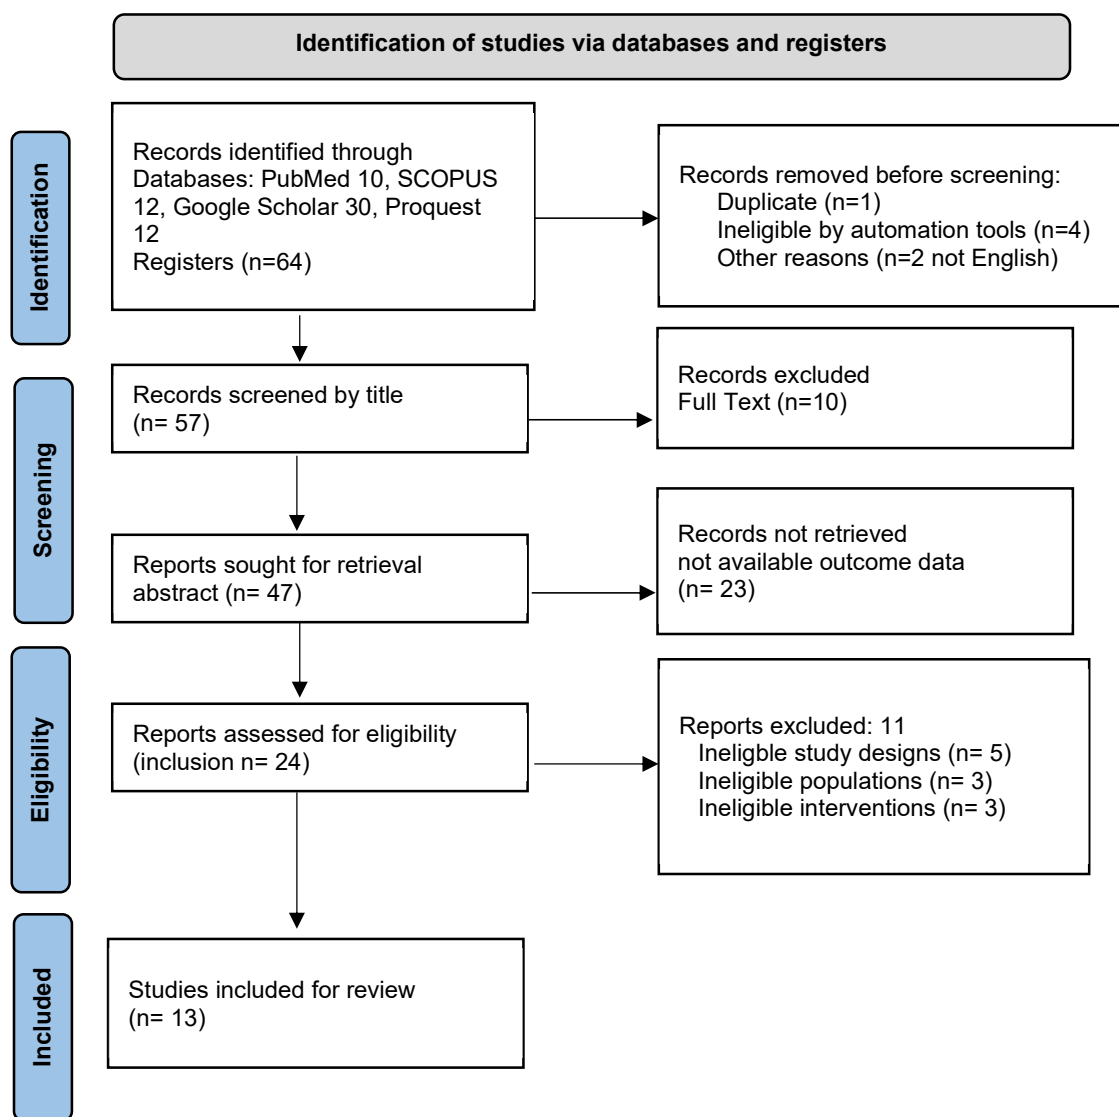 Identification of studies via databases and registers
Identification
Records identified through
Databases: PubMed 10, SCOPUS
12, Google Scholar 30, Proquest
12
Registers (n=64)
Records removed before screening:
Duplicate (n=1)
Ineligible by automation tools (n=4)
Other reasons (n=2 not English)
Screening
Records screened by title
(n= 57)
Records excluded
Full Text (n=10)
Reports sought for retrieval
abstract (n= 47)
Records not retrieved
not available outcome data
(n= 23)
Eligibility
Reports assessed for eligibility
(inclusion n= 24)
Reports excluded: 11
Ineligble study designs (n= 5)
Ineligible populations (n= 3)
Ineligible interventions (n= 3)
Included
Studies included for review
(n= 13)